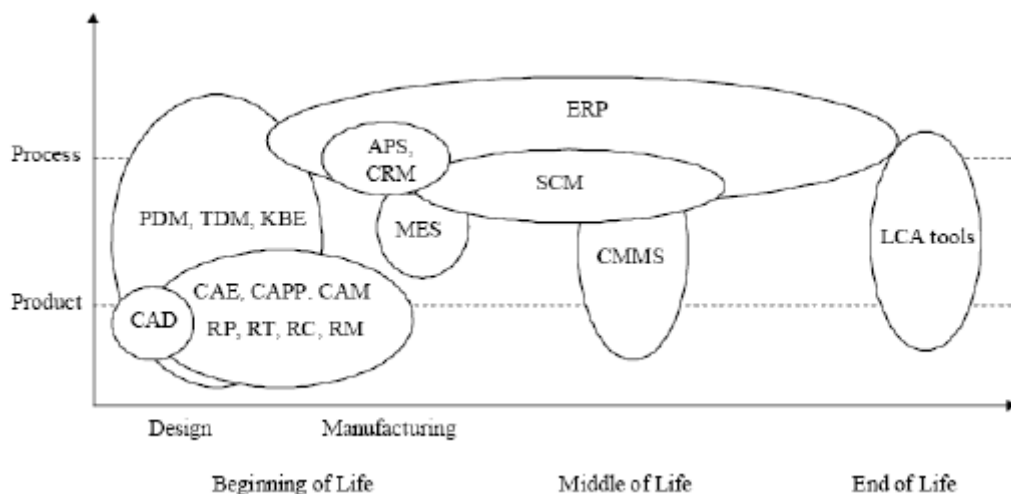 ERP
Process
APS,
CRM
SCM
PDM, TDM, KBE
MES
CMMS
LCA tools
Product
CAD
CAE, CAPP. CAM
RP, RT, RC, RM
Design
Manufacturing
Beginning of Life
Middle of Life
End of Life